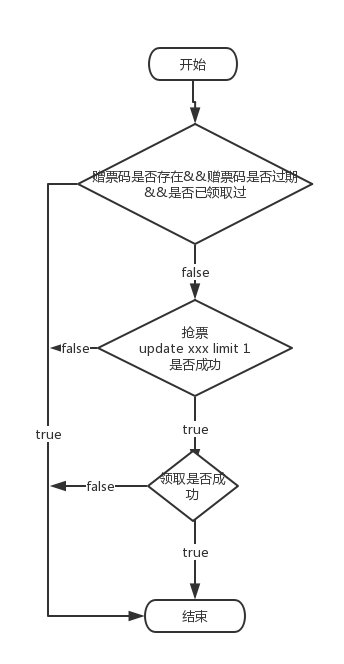 开始
赠票码是否存在&&赠票码是否过期
&&是否已领取过
false
抢票
update xxx limit 1
是否成功
false
true
true
领取是否成
功
false
true
结束